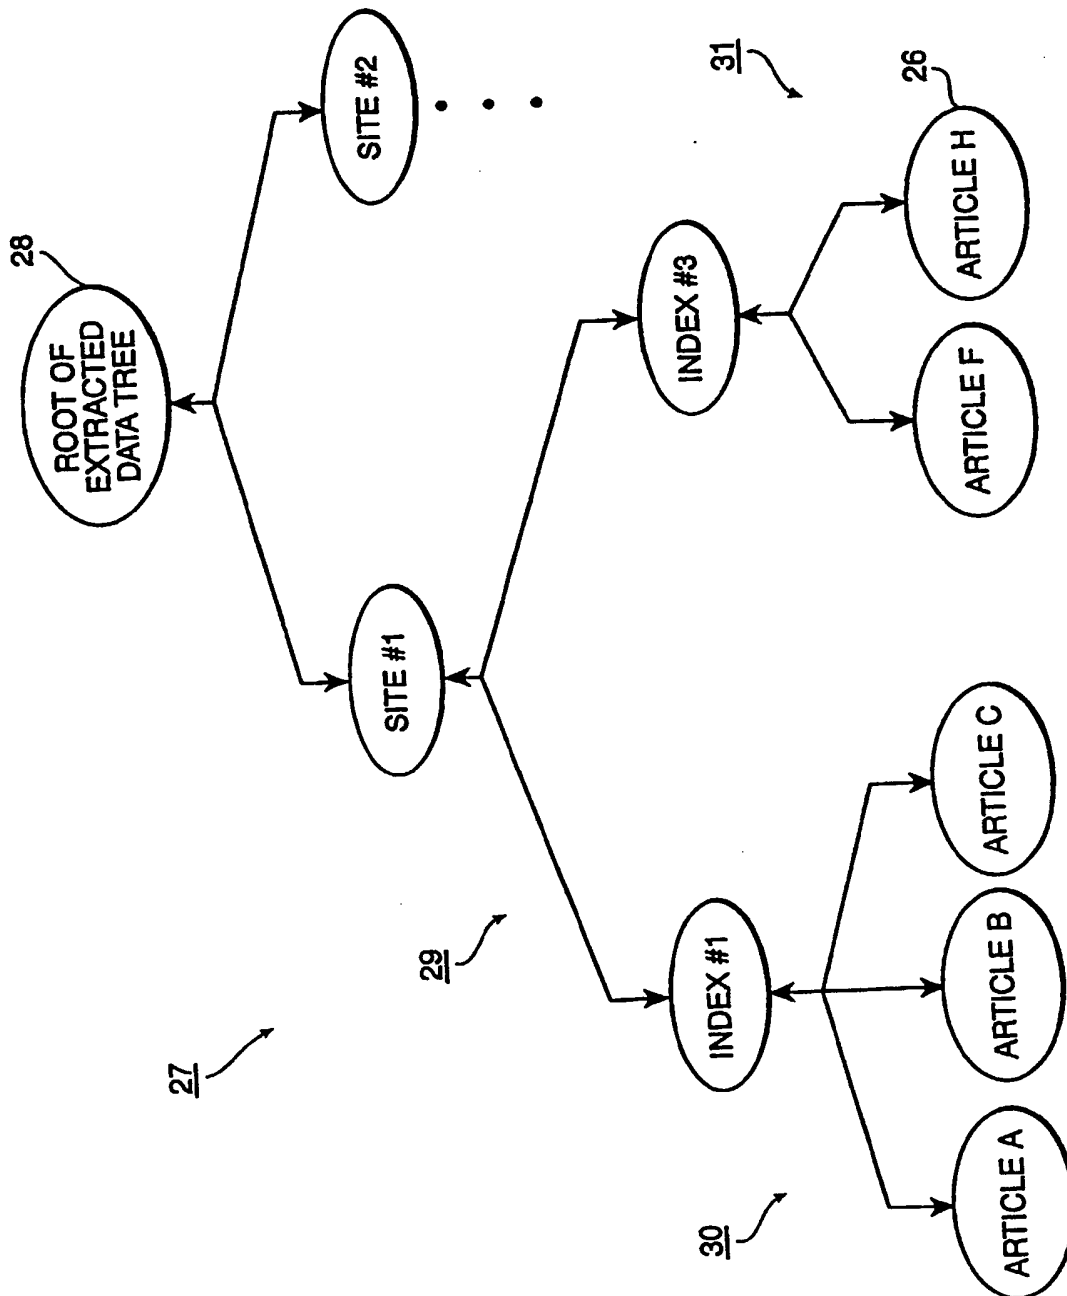 28
ROOT OF
EXTRACTED
DATA TREE
SITE #1
SITE #2
27
29
INDEX #1
INDEX #3
31
30
ARTICLE A
ARTICLE B
ARTICLE C
ARTICLE F
ARTICLE H
26